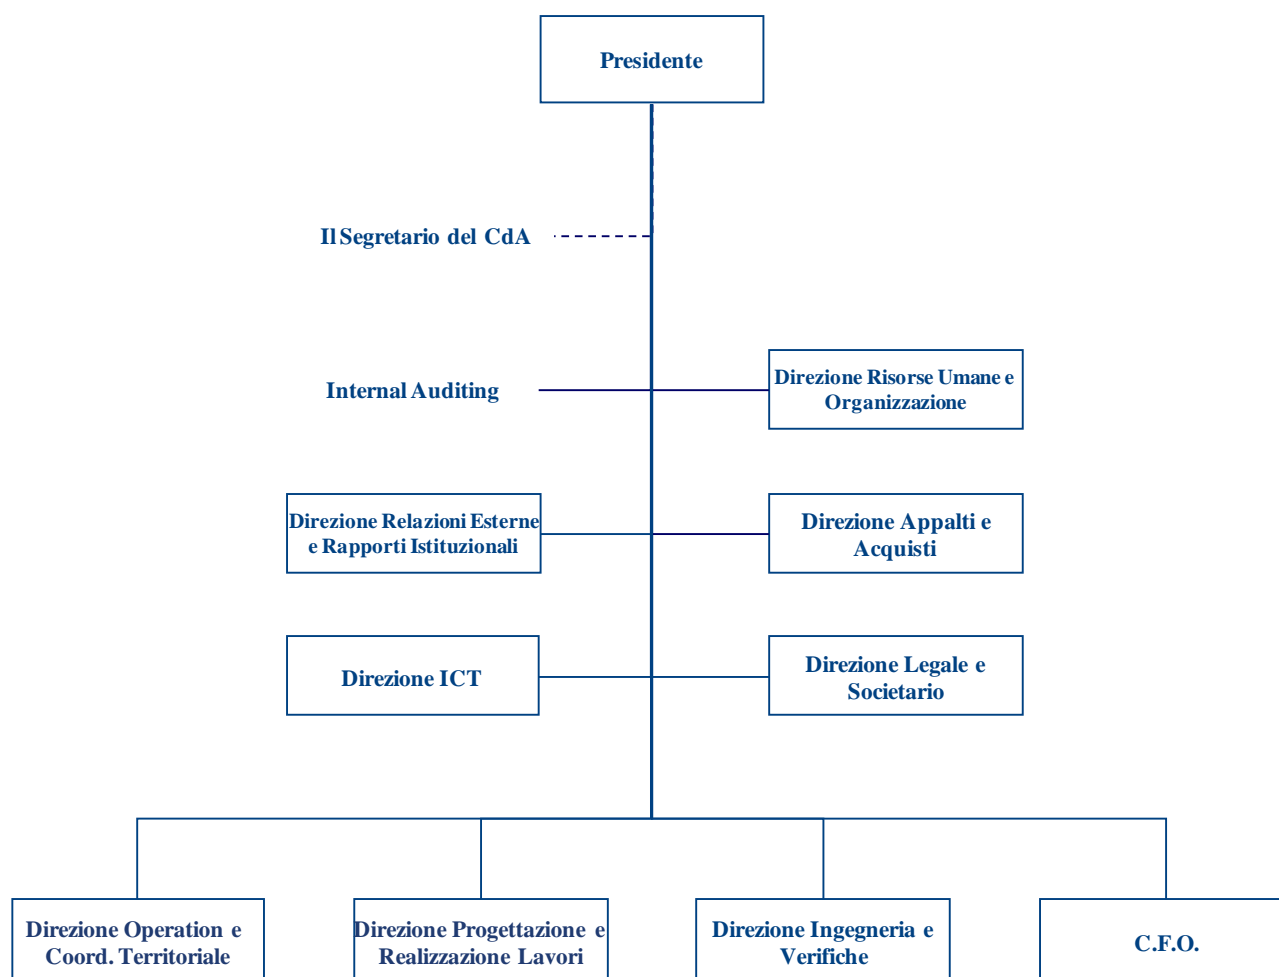 Presidente
Il Segretario del CdA
Internal Auditing
Direzione Risorse Umane e
Organizzazione
Direzione Relazioni Esterne
e Rapporti Istituzionali
Direzione Appalti e
Acquisti
Direzione ICT
Direzione Legale e
Societario
Direzione Operation e
Coord. Territoriale
Direzione Progettazione e
Realizzazione Lavori
Direzione Ingegneria e
Verifiche
C.F.O.